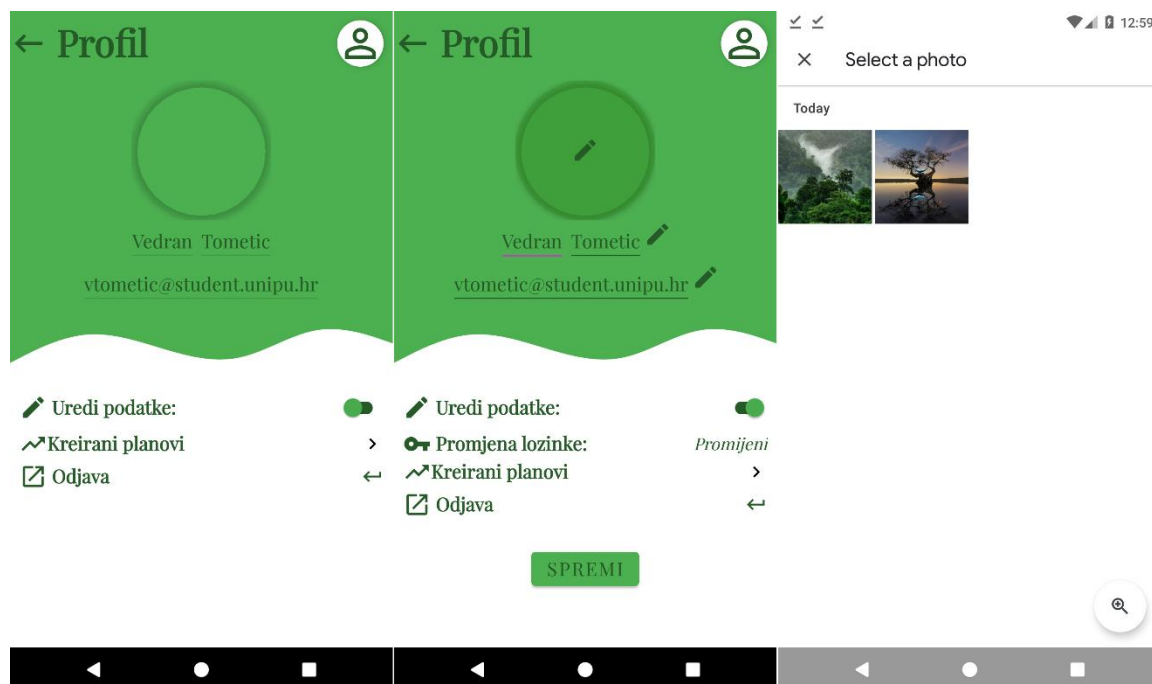 Profil
Vedran Tometic
vtometic@student.unipu.hr
Uredi podatke:
Kreirani planovi
Odjava
Profil
Vedran Tometic
vtometic@student.unipu.hr
Uredi podatke:
Promjena lozinke: Promijeni
Kreirani planovi
Odjava
SPREMI
12:59
Select a photo
Today